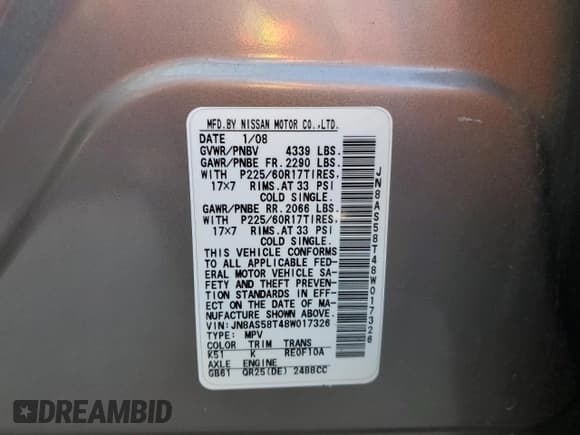 MFD.BY NISSAN MOTOR CO.,LTD.
DATE 1/08
GVWR/PNBV 4339 LBS.
GAWR/PNBE FR. 2290 LBS.
WITH P225/60R17TIRES,
17×7 RIMS.AT 33 PSI
COLD SINGLE.
GAWR/PNBE RR. 2066 LBS.
WITH P225/60R17TIRES,
17×7 RIMS.AT 33 PSI
COLD SINGLE.
THIS VEHICLE CONFORMS
TO ALL APPLICABLE FED-
ERAL MOTOR VEHICLE SA-
FETY AND THEFT PREVEN-
TION STANDARDS IN EFF-
ECT ON THE DATE OF MA-
NUFACTURE SHOWN ABOVE.
VIN:JN8AS58T48W017326
TYPE: MPV
COLOR TRIM TRANS
K51 K RE0F10A
AXLE ENGINE
GB61 QR25(DE) 2488CC
JN8AS58T48W017326
DREAMBID